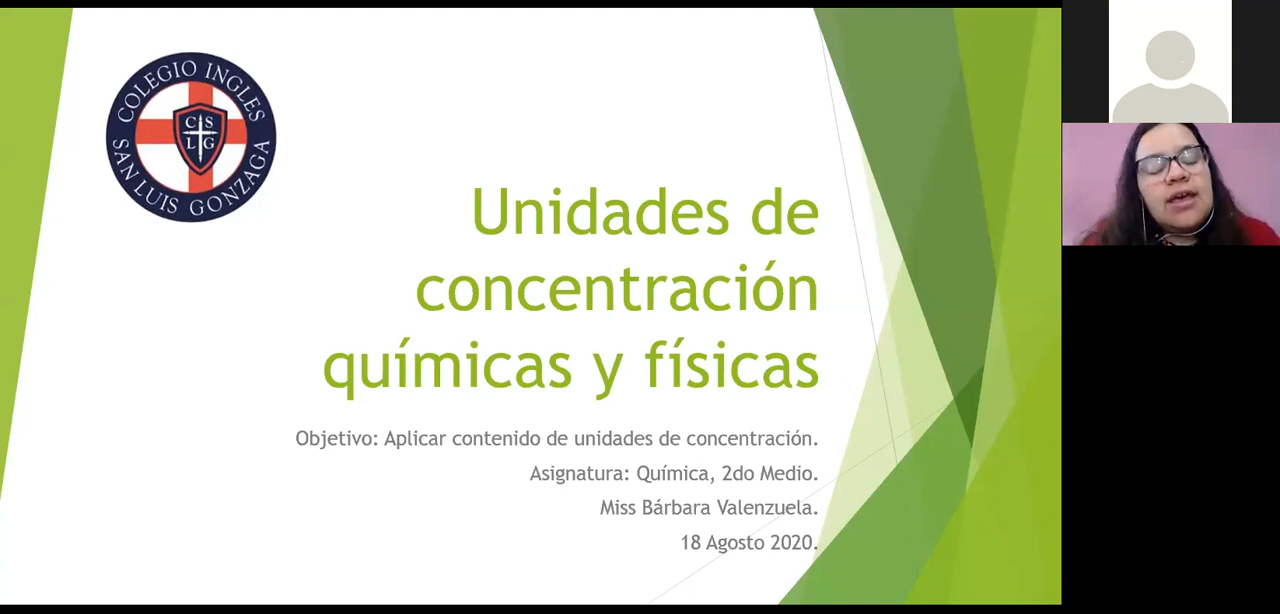 COLEGIO INGLES
C S
L G
SAN LUIS GONZAGA
Unidades de
concentración
químicas y físicas
Objetivo: Aplicar contenido de unidades de concentración.
Asignatura: Química, 2do Medio.
Miss Bárbara Valenzuela.
18 Agosto 2020.